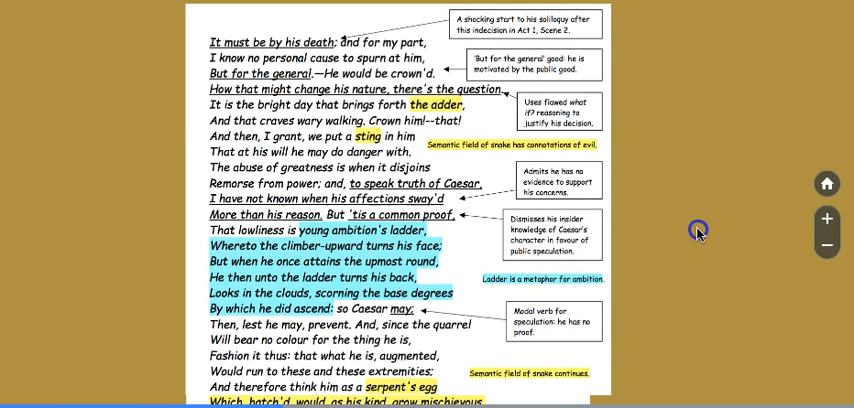 It must be by his death; and for my part,
I know no personal cause to spurn at him,
But for the general.—He would be crown'd.
How that might change his nature, there's the question.
It is the bright day that brings forth the adder,
And that craves wary walking. Crown him!--that!
And then, I grant, we put a sting in him
That at his will he may do danger with.
The abuse of greatness is when it disjoins
Remorse from power; and, to speak truth of Caesar,
I have not known when his affections sway'd
More than his reason. But 'tis a common proof,
That lowliness is young ambition's ladder,
Whereto the climber-upward turns his face;
But when he once attains the upmost round,
He then unto the ladder turns his back,
Looks in the clouds, scorning the base degrees
By which he did ascend: so Caesar may;
Then, lest he may, prevent. And, since the quarrel
Will bear no colour for the thing he is,
Fashion it thus: that what he is, augmented,
Would run to these and these extremities;
And therefore think him as a serpent's egg
Which, hatch'd, would, as his kind, grow mischievous,
A shocking start to his soliloquy after
this indecision in Act 1, Scene 2.
'But for the general' good: he is
motivated by the public good.
Uses flawed what
if? reasoning to
justify his decision.
Semantic field of snake has connotations of evil.
Admits he has no
evidence to support
his concerns.
Dismisses his insider
knowledge of Caesar's
character in favour of
public speculation.
Ladder is a metaphor for ambition.
Modal verb for
speculation: he has no
proof.
Semantic field of snake continues.